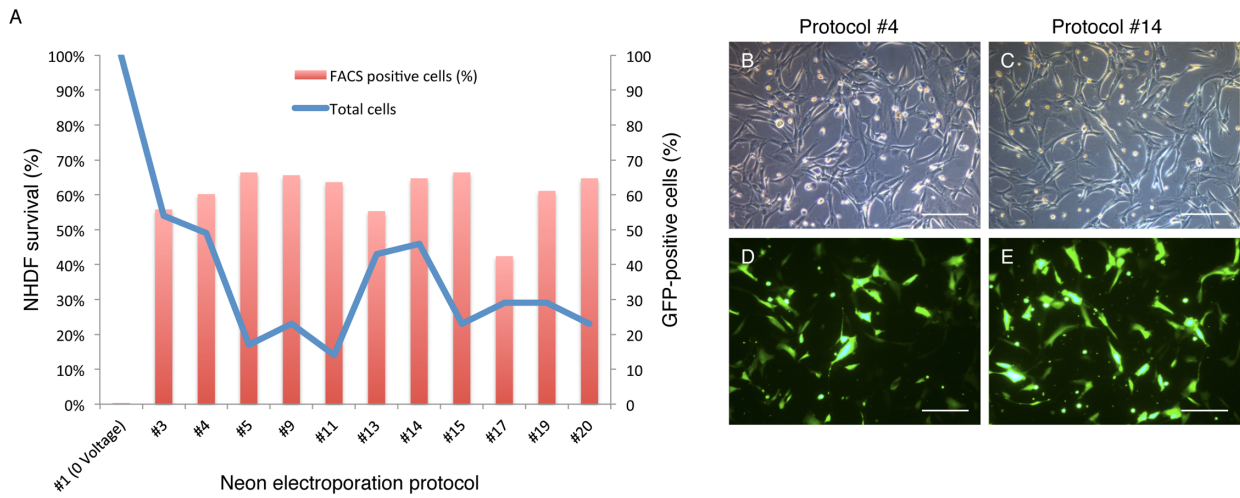 A
NHDF survival (%)
100%
90%
80%
70%
60%
50%
40%
30%
20%
10%
0%
FACS positive cells (%)
Total cells
100
90
80
70
60
50
40
30
20
10
0
GFP-positive cells (%)
#1 (0 Voltage)
#3
#4
#5
#9
#11
#13
#14
#15
#17
#19
#20
Neon electroporation protocol
Protocol #4
Protocol #14
B
C
D
E